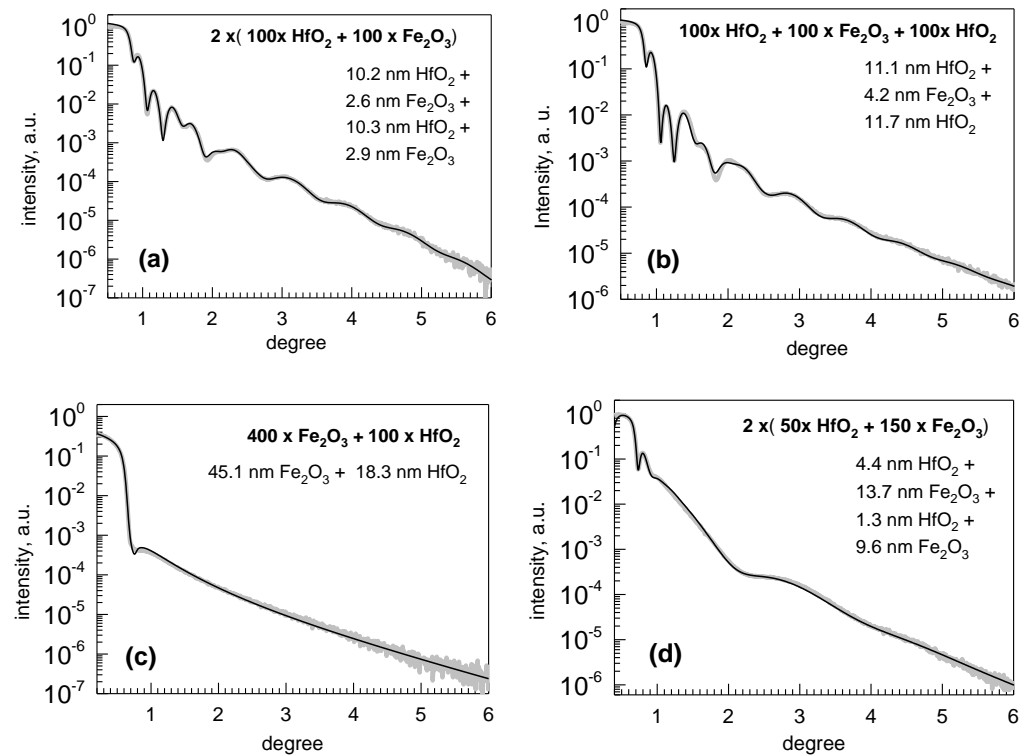 10⁰
10⁻¹
10⁻²
10⁻³
10⁻⁴
10⁻⁵
10⁻⁶
10⁻⁷
intensity, a.u.
2 x( 100x HfO₂ + 100 x Fe₂O₃)
10.2 nm HfO₂ +
2.6 nm Fe₂O₃ +
10.3 nm HfO₂ +
2.9 nm Fe₂O₃
(a)
1 2 3 4 5 6
degree
10⁰
10⁻¹
10⁻²
10⁻³
10⁻⁴
10⁻⁵
10⁻⁶
Intensity, a. u.
100x HfO₂ + 100 x Fe₂O₃ + 100x HfO₂
11.1 nm HfO₂ +
4.2 nm Fe₂O₃ +
11.7 nm HfO₂
(b)
1 2 3 4 5 6
degree
10⁰
10⁻¹
10⁻²
10⁻³
10⁻⁴
10⁻⁵
10⁻⁶
10⁻⁷
intensity, a.u.
400 x Fe₂O₃ + 100 x HfO₂
45.1 nm Fe₂O₃ + 18.3 nm HfO₂
(c)
1 2 3 4 5 6
degree
10⁰
10⁻¹
10⁻²
10⁻³
10⁻⁴
10⁻⁵
10⁻⁶
intensity, a.u.
2 x( 50x HfO₂ + 150 x Fe₂O₃)
4.4 nm HfO₂ +
13.7 nm Fe₂O₃ +
1.3 nm HfO₂ +
9.6 nm Fe₂O₃
(d)
1 2 3 4 5 6
degree